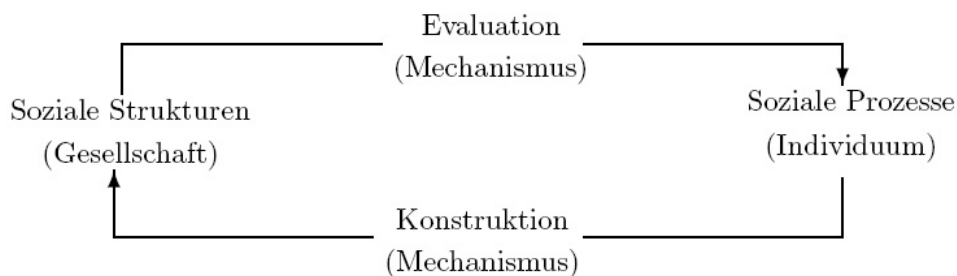 Evaluation
(Mechanismus)
Soziale Strukturen
(Gesellschaft)
Soziale Prozesse
(Individuum)
Konstruktion
(Mechanismus)